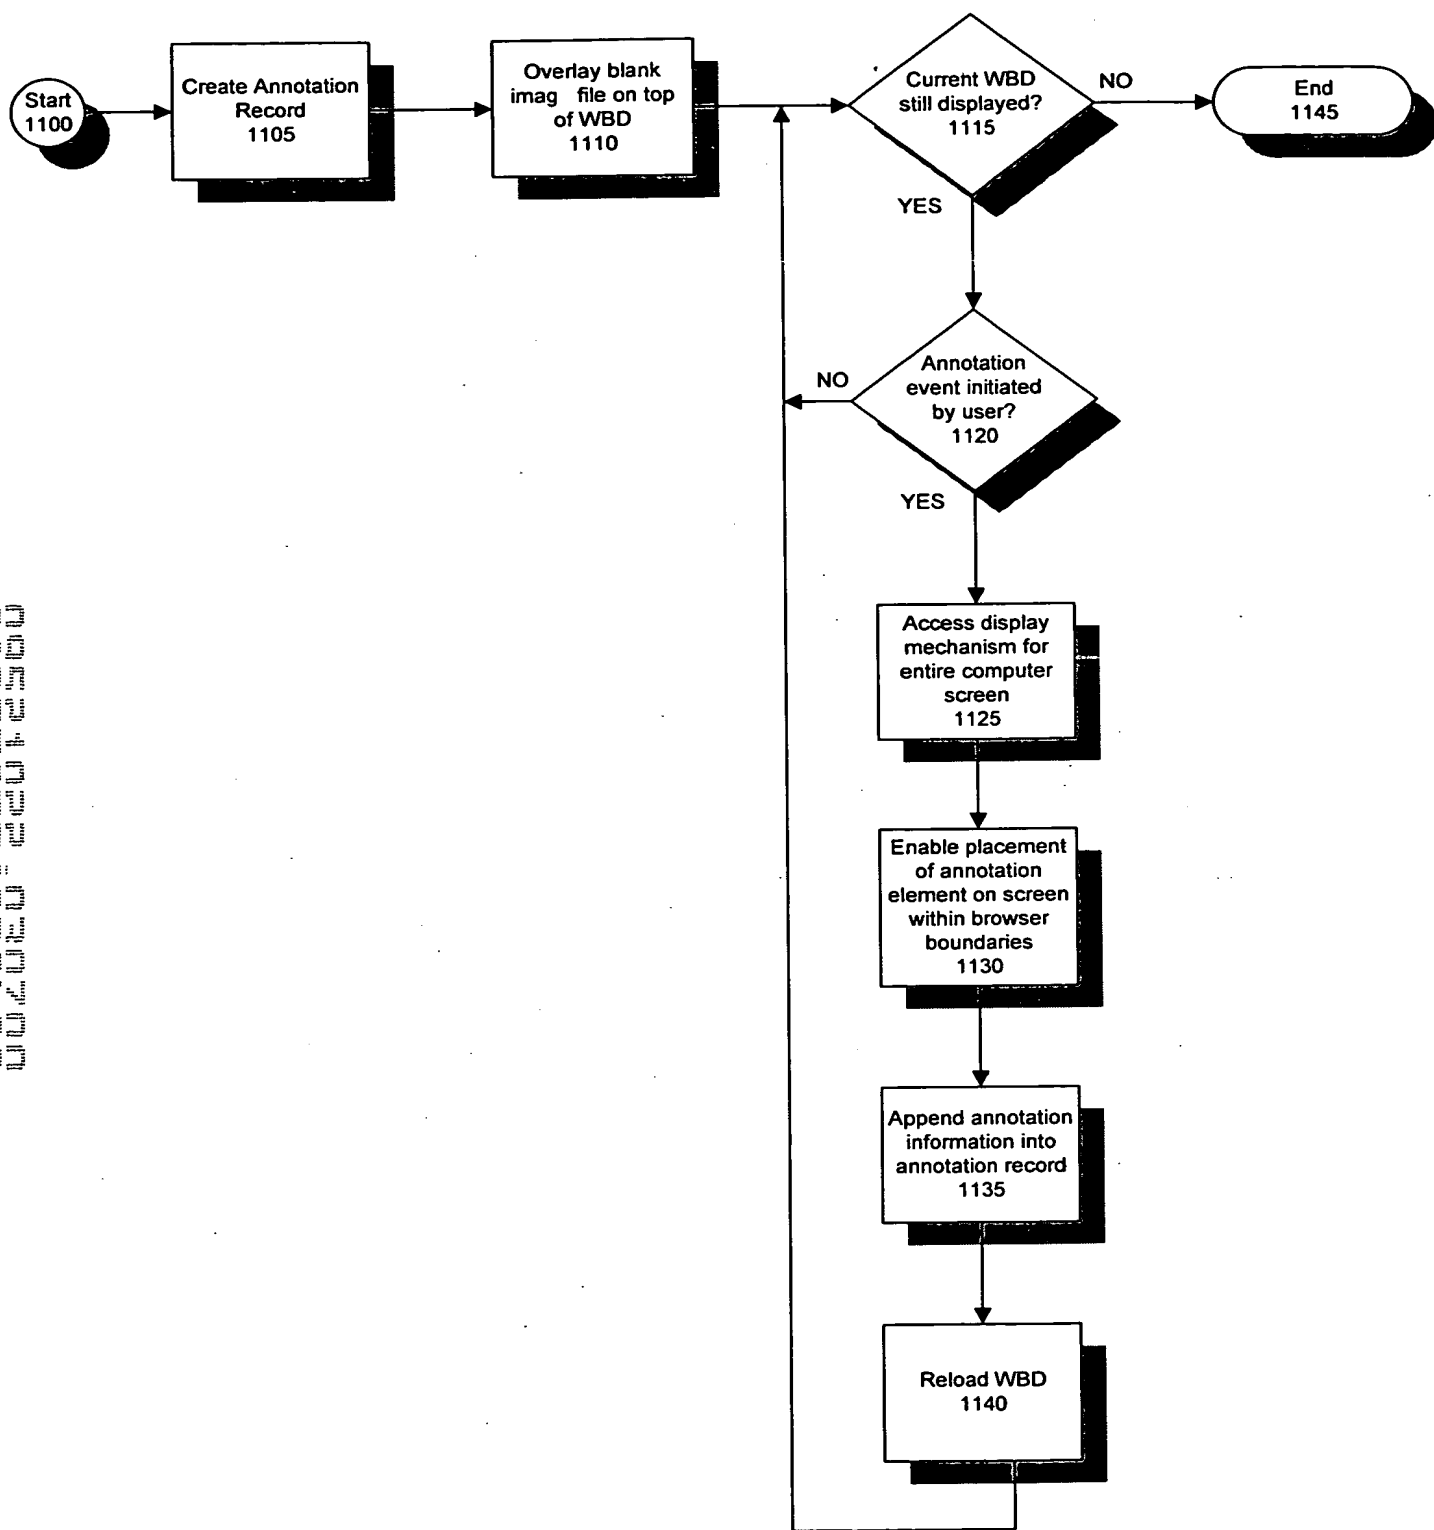 Start
1100
Create Annotation
Record
1105
Overlay blank
imag file on top
of WBD
1110
Current WBD
still displayed?
1115
NO
End
1145
YES
Annotation
event initiated
by user?
1120
NO
YES
Access display
mechanism for
entire computer
screen
1125
Enable placement
of annotation
element on screen
within browser
boundaries
1130
Append annotation
information into
annotation record
1135
Reload WBD
1140